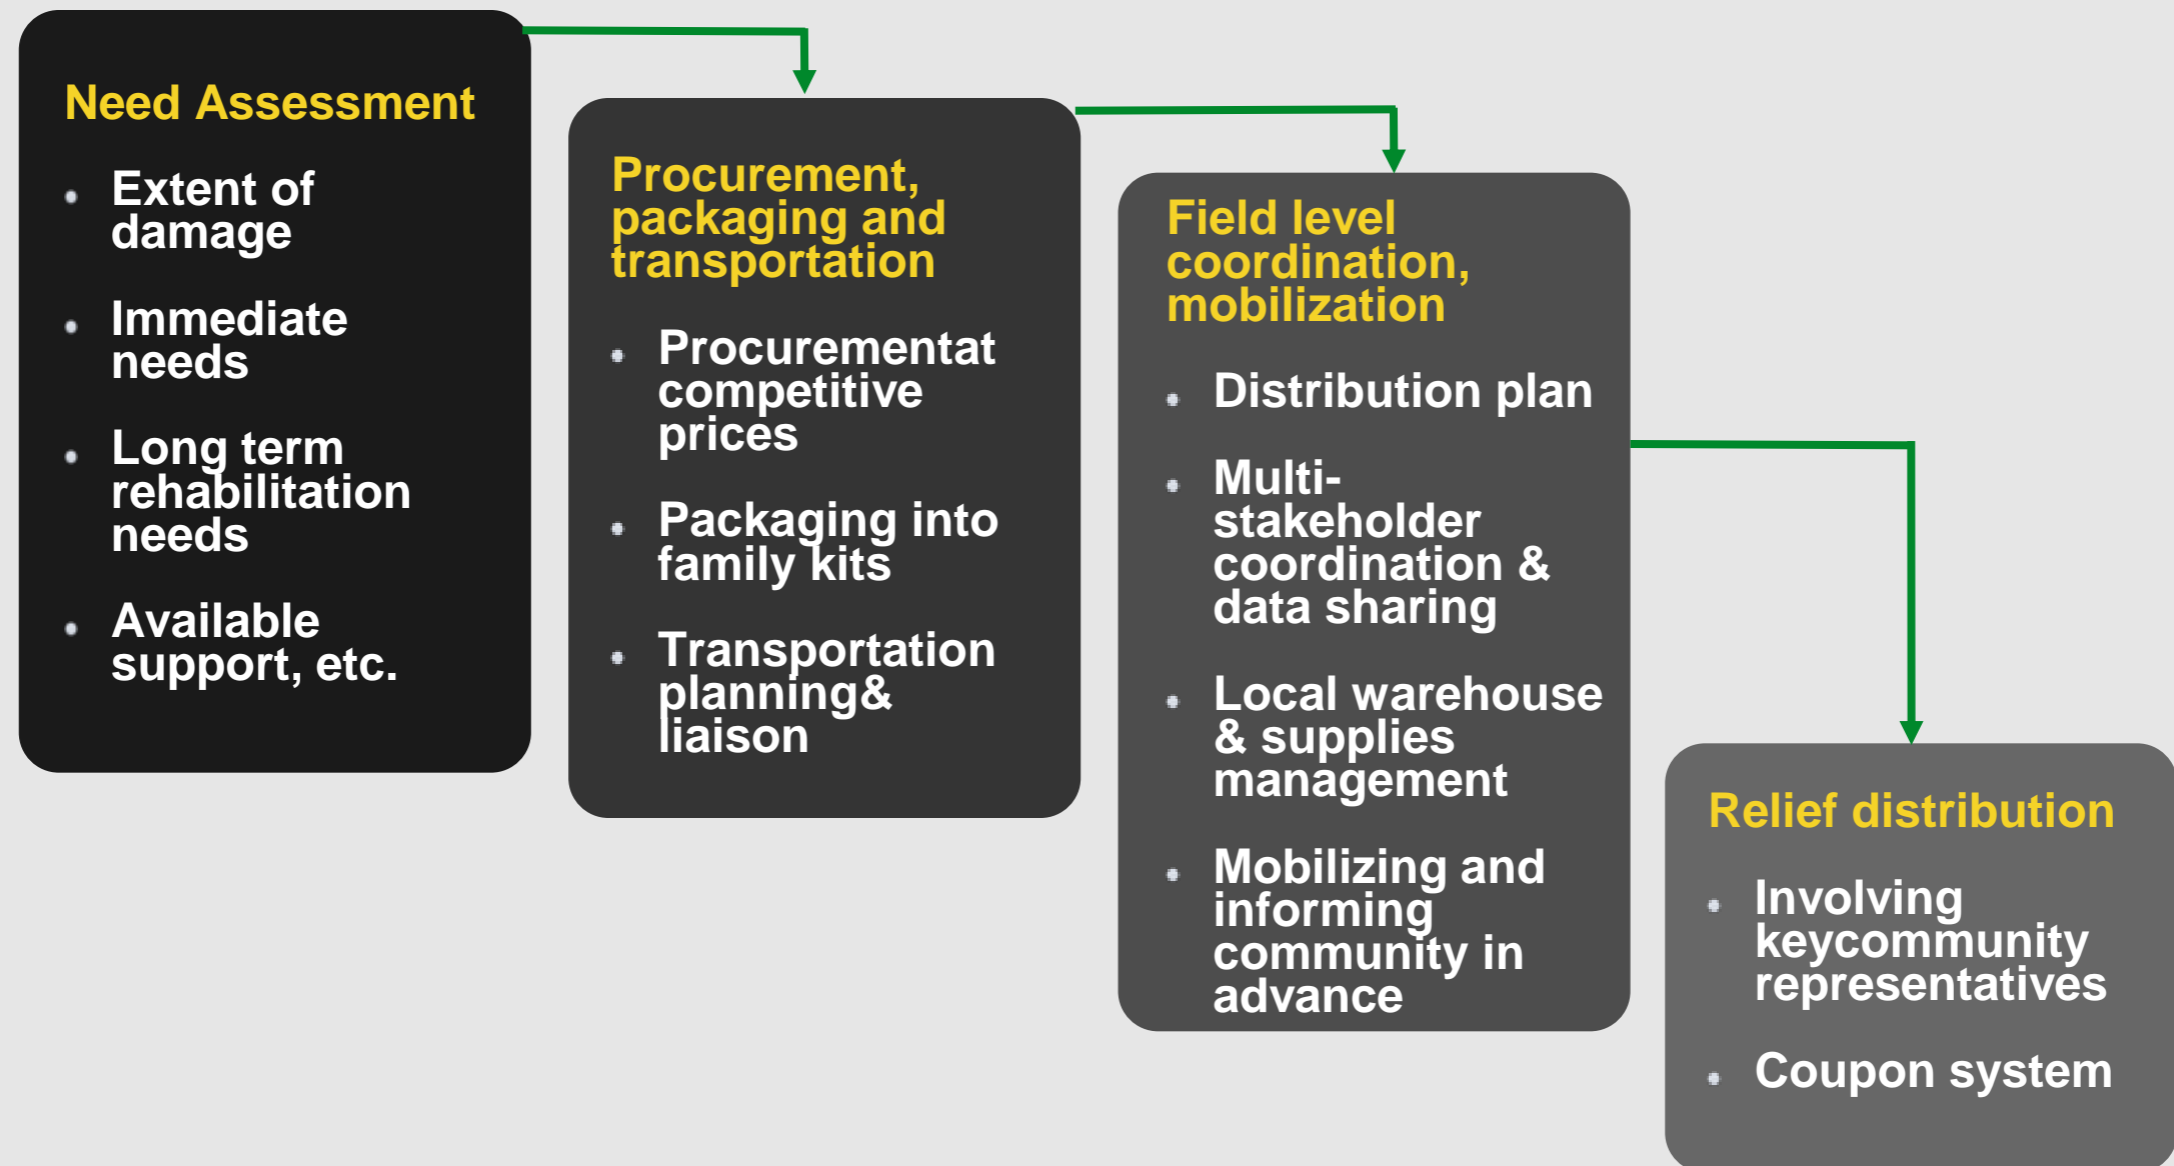 Need Assessment
Extent of
damage
Immediate
needs
Long term
rehabilitation
needs
Available
support, etc.
Procurement,
packaging and
transportation
Procurementat
competitive
prices
Packaging into
family kits
Transportation
planning&
liaison
Field level
coordination,
mobilization
Distribution plan
Multi-
stakeholder
coordination &
data sharing
Local warehouse
& supplies
management
Mobilizing and
informing
community in
advance
Relief distribution
Involving
keycommunity
representatives
Coupon system